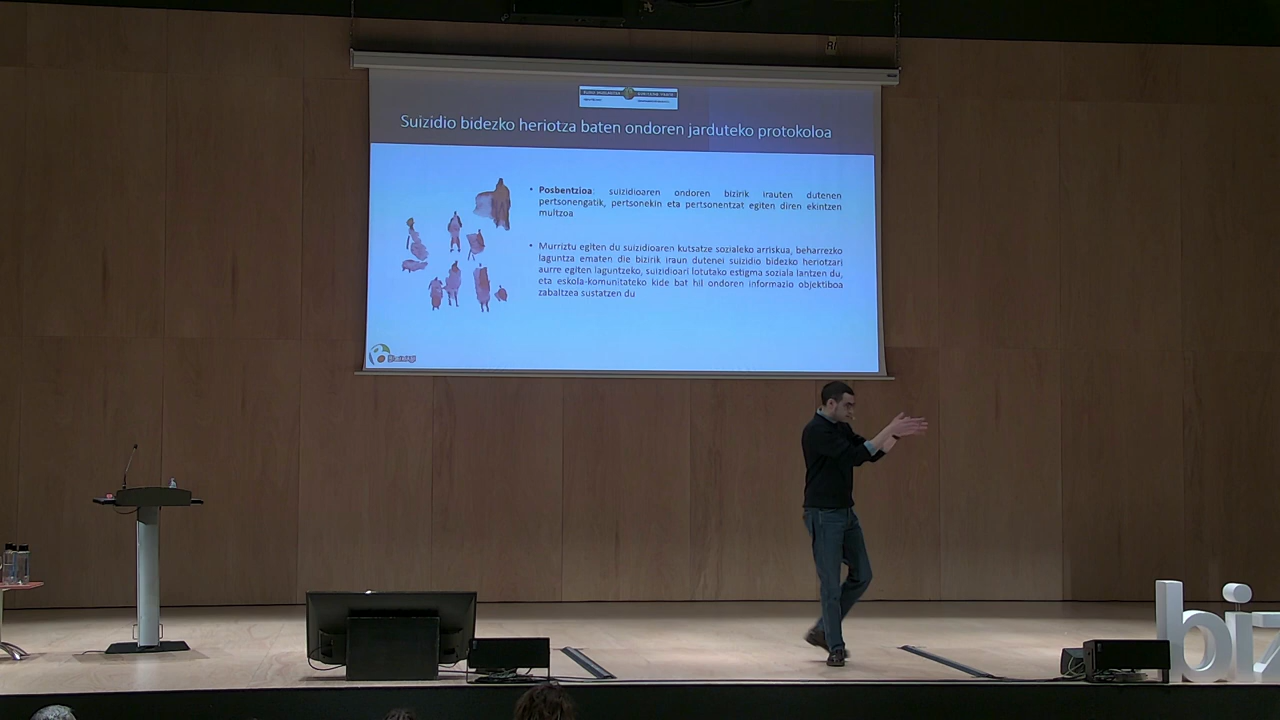 Suizidio bidezko heriotza baten ondoren jarduteko protokoloa
• Posbentzioa: suizidioaren ondoren bizirik irauten dutenen
pertsonengatik, pertsonekin eta pertsonentzat egiten diren ekintzen
multzoa
• Murriztu egiten du suizidioaren kutsatze sozialeko arriskua, beharrezko
laguntza ematen die bizirik iraun dutenei suizidio bidezko heriotzari
aurre egiten laguntzeko, suizidioari lotutako estigma soziala lantzen du,
eta eskola-komunitateko kide bat hil ondoren informazio objektiboa
zabaltzea sustatzen du
biz